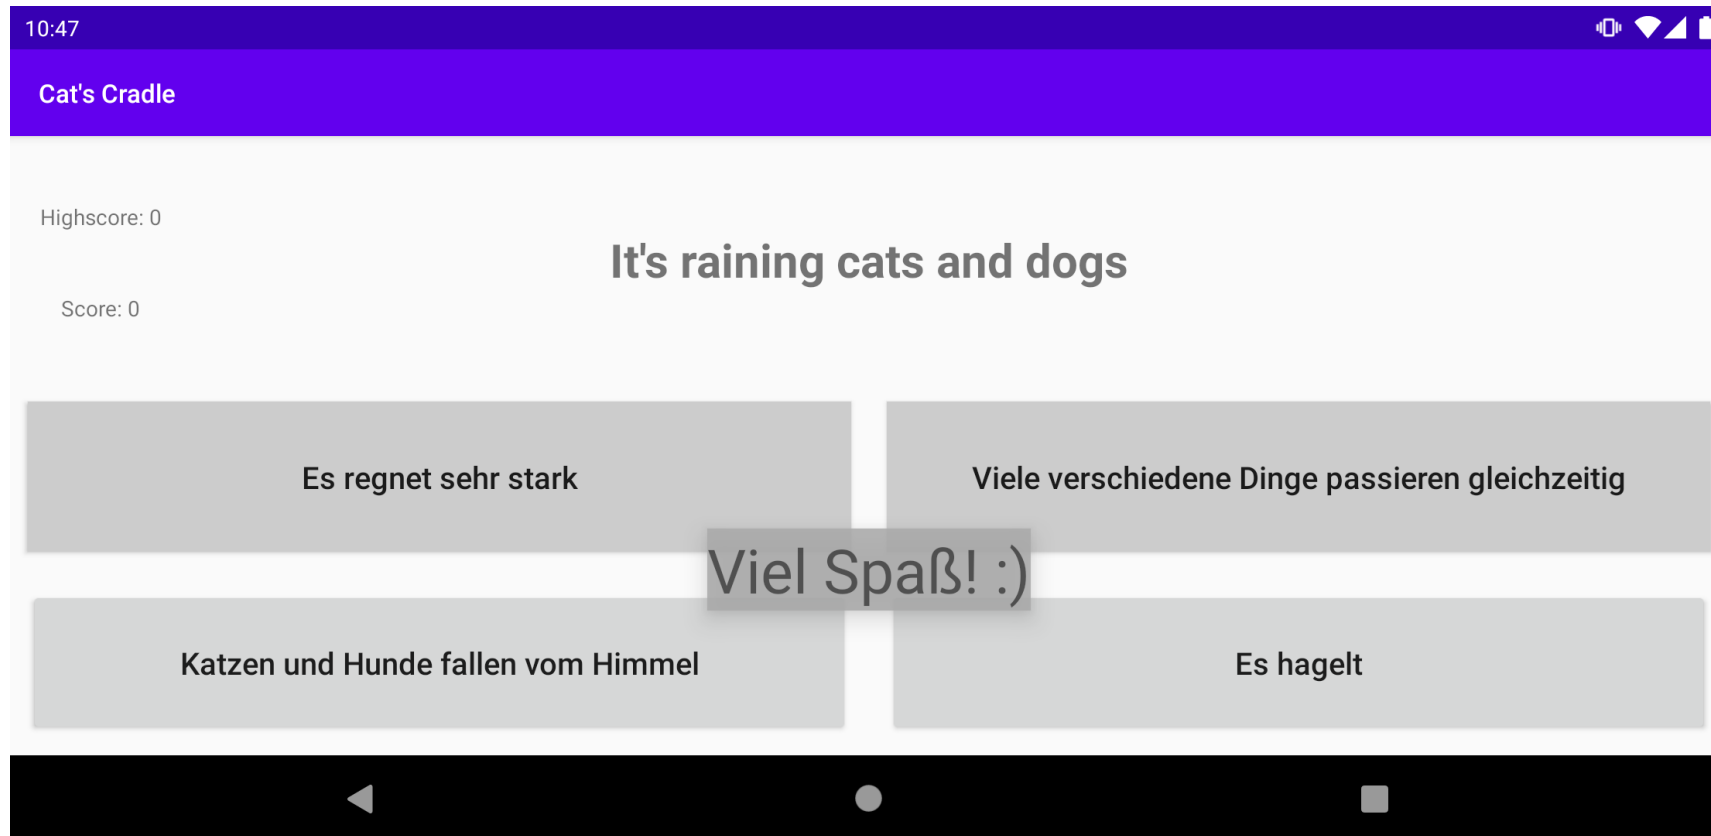 10:47
Cat's Cradle
Highscore: 0
It's raining cats and dogs
Score: 0
Es regnet sehr stark
Viele verschiedene Dinge passieren gleichzeitig
Viel Spaß! :)
Katzen und Hunde fallen vom Himmel
Es hagelt